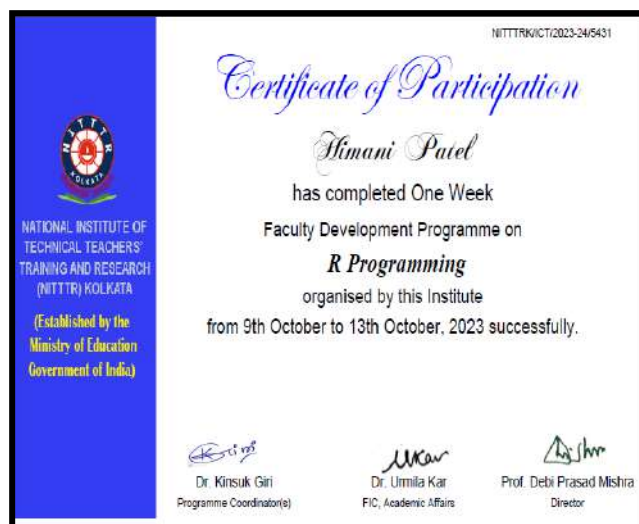 NITTTRK/ICT/2023-24/5431
Certificate of Participation
Himani Patel
has completed One Week
Faculty Development Programme on
R Programming
organised by this Institute
from 9th October to 13th October, 2023 successfully.
NITTTR
KOLKATA
NATIONAL INSTITUTE OF
TECHNICAL TEACHERS'
TRAINING AND RESEARCH
(NITTTR) KOLKATA
(Established by the
Ministry of Education
Government of India)
Dr. Kinsuk Giri
Programme Coordinator(s)
Dr. Urmila Kar
FIC, Academic Affairs
Prof. Debi Prasad Mishra
Director